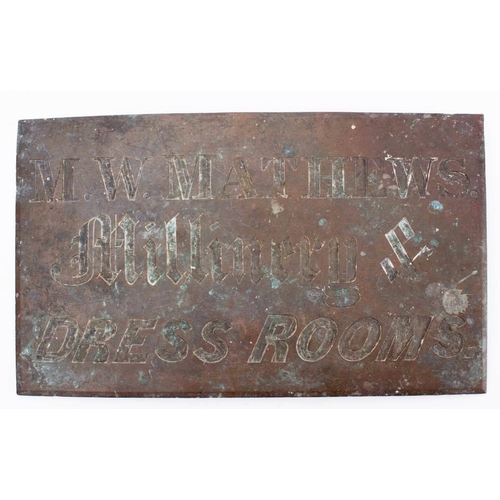 M.W. MATHEWS.
Millinery &
DRESS ROOMS.